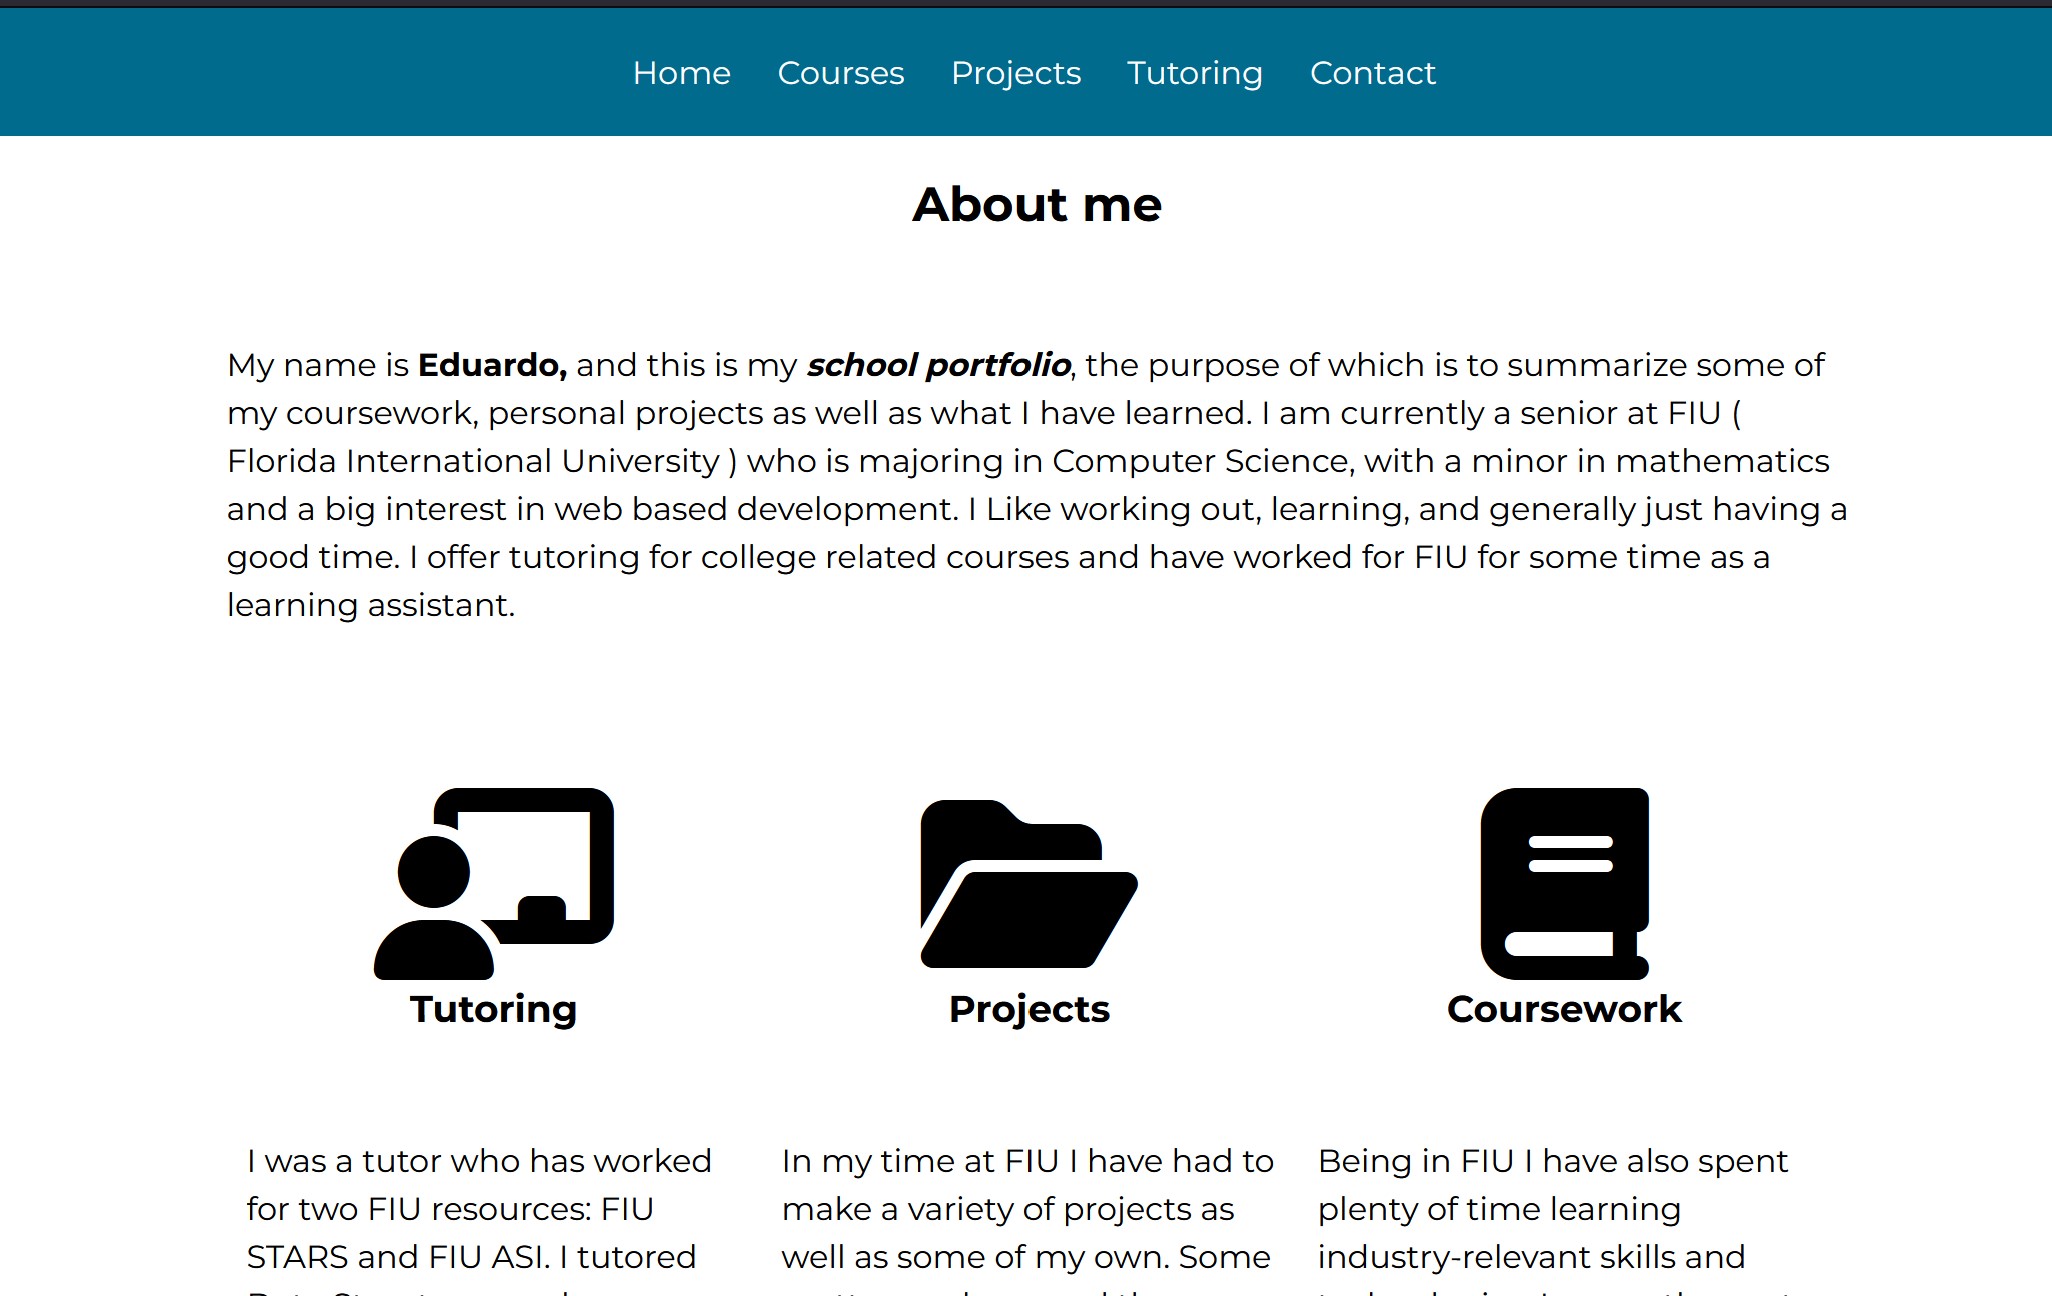 Home Courses Projects Tutoring Contact
About me
My name is Eduardo, and this is my school portfolio, the purpose of which is to summarize some of
my coursework, personal projects as well as what I have learned. I am currently a senior at FIU (
Florida International University ) who is majoring in Computer Science, with a minor in mathematics
and a big interest in web based development. I Like working out, learning, and generally just having a
good time. I offer tutoring for college related courses and have worked for FIU for some time as a
learning assistant.
Tutoring
I was a tutor who has worked
for two FIU resources: FIU
STARS and FIU ASI. I tutored
Projects
In my time at FIU I have had to
make a variety of projects as
well as some of my own. Some
Coursework
Being in FIU I have also spent
plenty of time learning
industry-relevant skills and